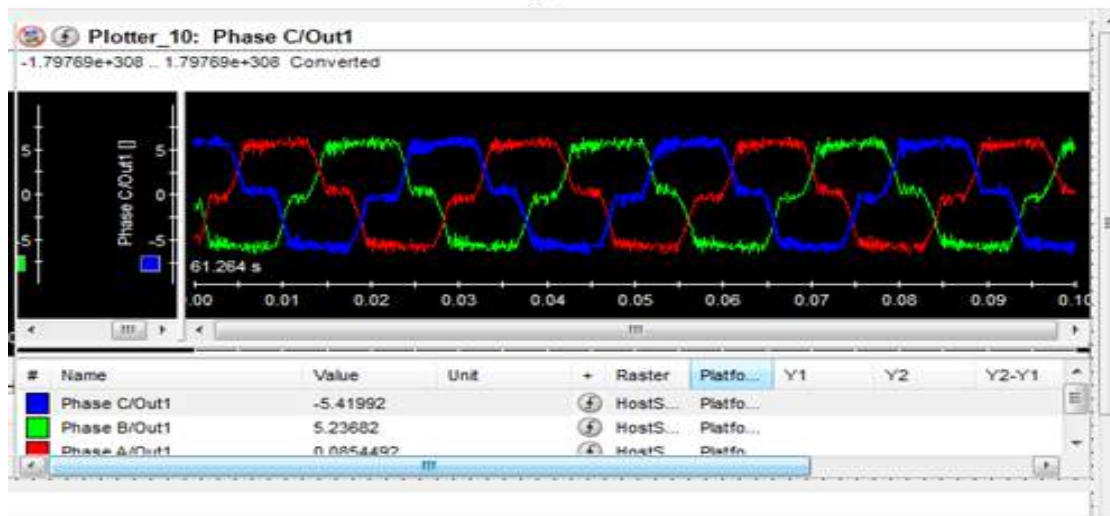 Plotter_10: Phase C/Out1
-1.79769e+308 .. 1.79769e+308 Converted
5 5
0 0
-5 -5
Phase C/Out1 []
61.264 s
.00 0.01 0.02 0.03 0.04 0.05 0.06 0.07 0.08 0.09 0.10
# Name Value Unit + Raster Platfo... Y1 Y2 Y2-Y1
Phase C/Out1 -5.41992 HostS... Platfo...
Phase B/Out1 5.23682 HostS... Platfo...
Phase A/Out1 0.0854492 HostS... Platfo...